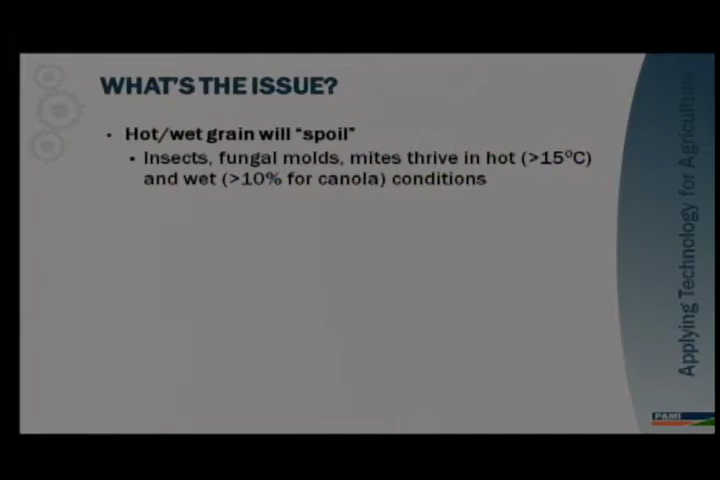 WHAT'S THE ISSUE?
• Hot/wet grain will “spoil”
• Insects, fungal molds, mites thrive in hot (>15⁰C)
and wet (>10% for canola) conditions
Applying Technology for Agriculture
PAMI